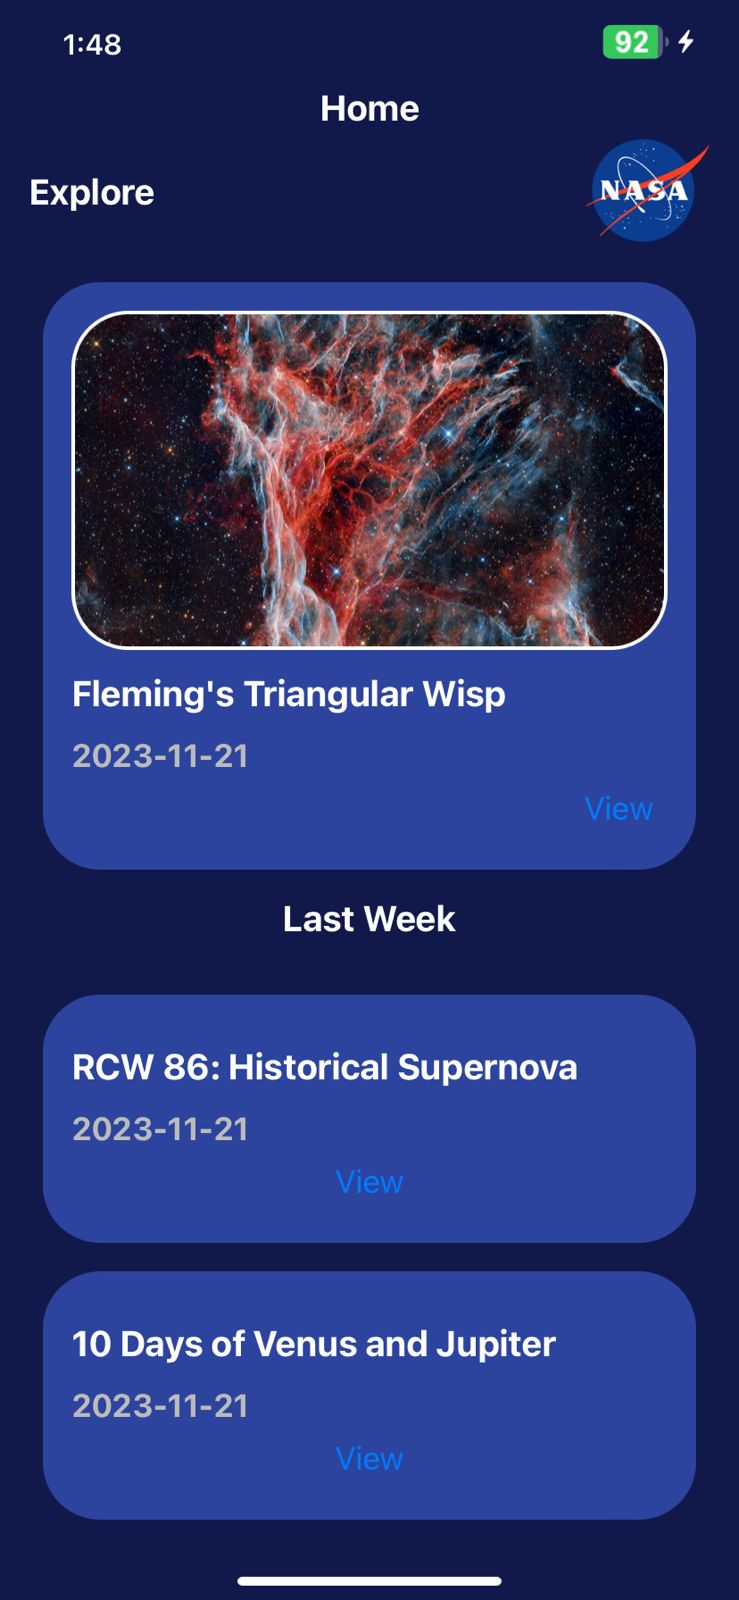 1:48
92
Home
Explore
NASA
Fleming's Triangular Wisp
2023-11-21
View
Last Week
RCW 86: Historical Supernova
2023-11-21
View
10 Days of Venus and Jupiter
2023-11-21
View